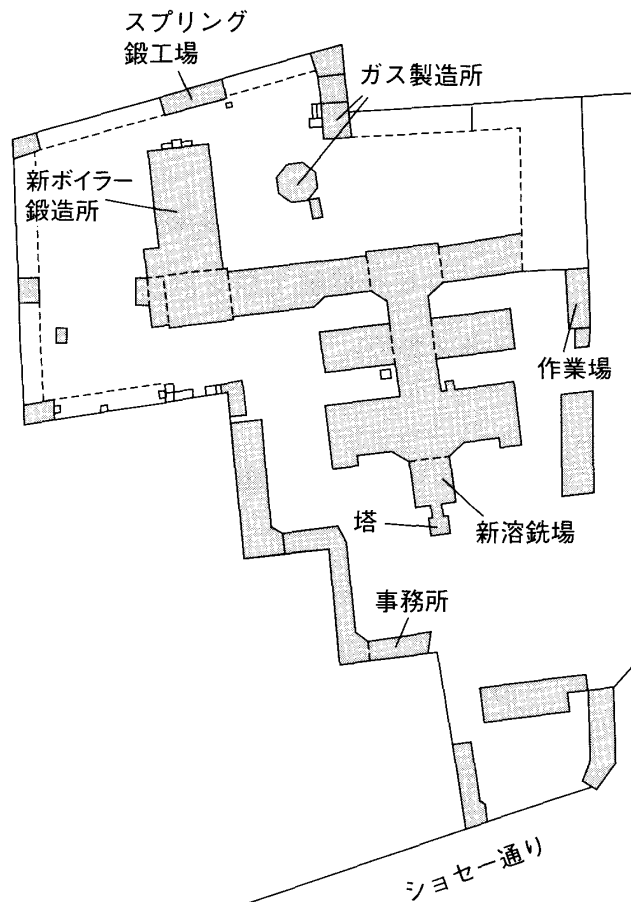 スプリング
鍛工場
ガス製造所
新ボイラー
鍛造所
作業場
塔
新溶銑場
事務所
ショセー通り